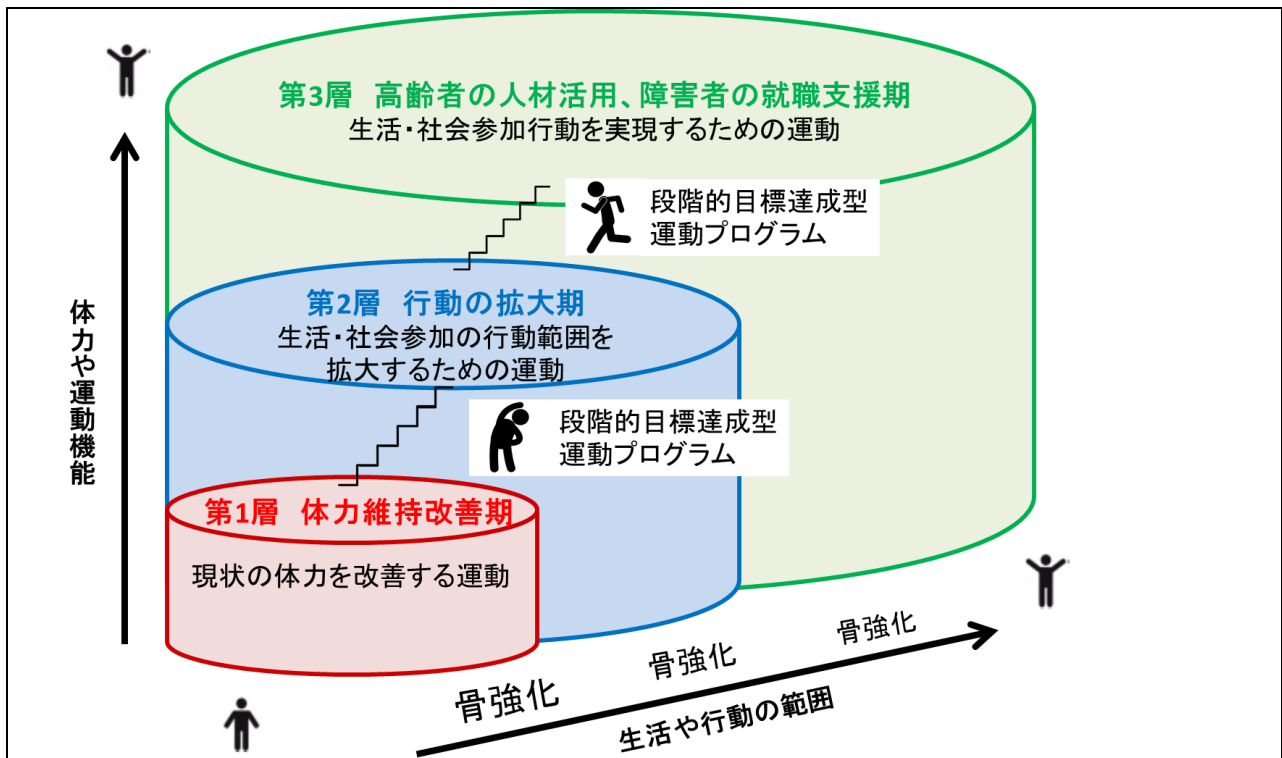 第3層 高齢者の人材活用、障害者の就職支援期
生活・社会参加行動を実現するための運動
段階的目標達成型
運動プログラム
第2層 行動の拡大期
生活・社会参加の行動範囲を
拡大するための運動
段階的目標達成型
運動プログラム
第1層 体力維持改善期
現状の体力を改善する運動
体力や運動機能
骨強化
骨強化
骨強化
生活や行動の範囲